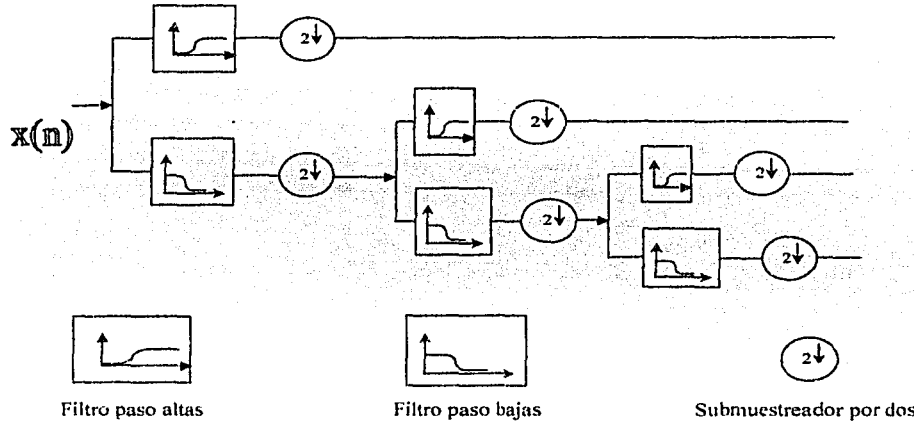 2↓
2↓
x(n)
2↓
2↓
2↓
2↓
2↓
Filtro paso altas
Filtro paso bajas
Submuestreador por dos